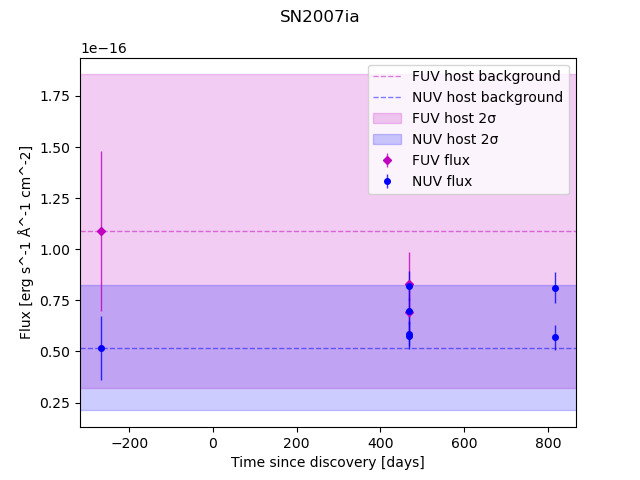 SN2007ia
1e−16
FUV host background
NUV host background
FUV host 2σ
NUV host 2σ
FUV flux
NUV flux
1.75
1.50
1.25
1.00
0.75
0.50
0.25
Flux [erg s^-1 Å^-1 cm^-2]
−200
0
200
400
600
800
Time since discovery [days]